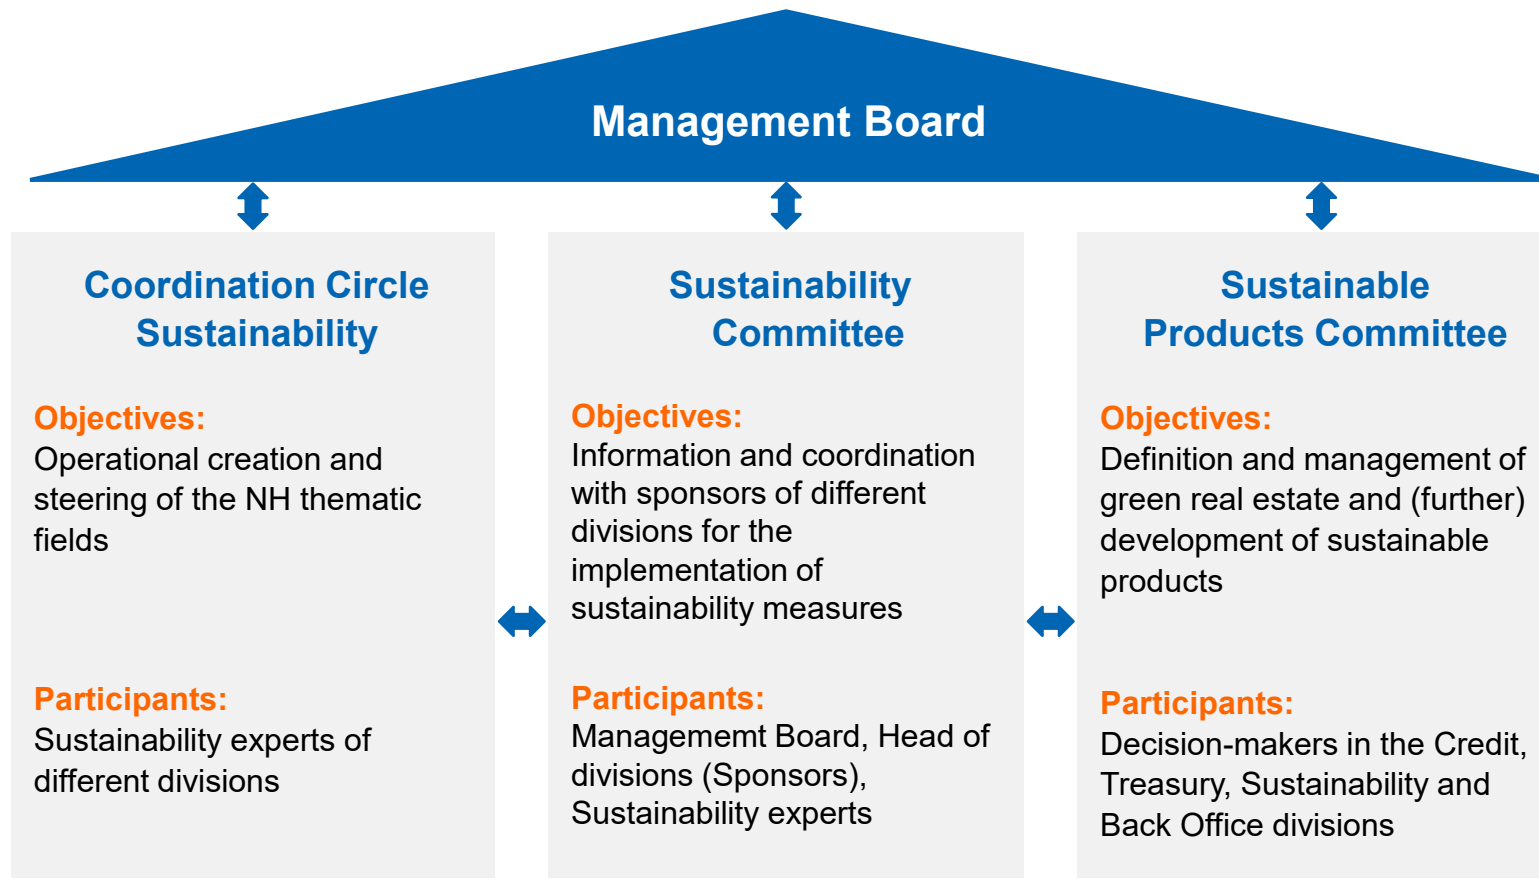 Management Board
Coordination Circle
Sustainability
Objectives:
Operational creation and
steering of the NH thematic
fields
Participants:
Sustainability experts of
different divisions
Sustainability
Committee
Objectives:
Information and coordination
with sponsors of different
divisions for the
implementation of
sustainability measures
Participants:
Managememt Board, Head of
divisions (Sponsors),
Sustainability experts
Sustainable
Products Committee
Objectives:
Definition and management of
green real estate and (further)
development of sustainable
products
Participants:
Decision-makers in the Credit,
Treasury, Sustainability and
Back Office divisions